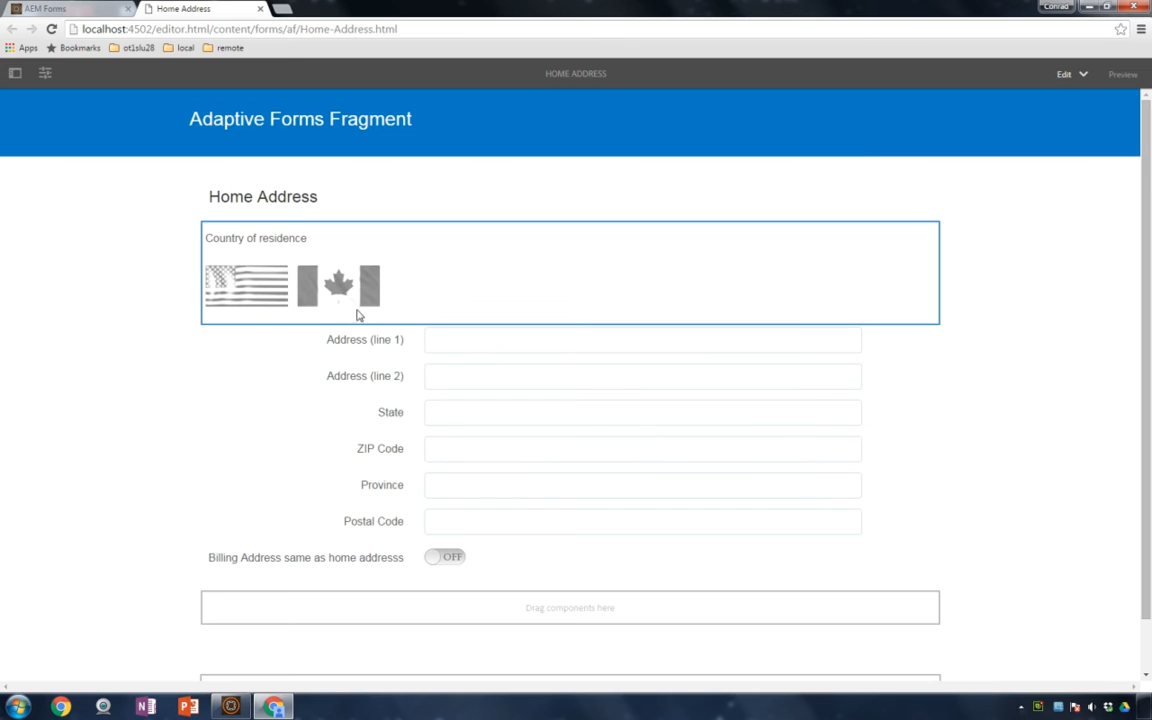 AEM Forms
Home Address
Conrad
localhost:4502/editor.html/content/forms/af/Home-Address.html
Apps
Bookmarks
ot1slu28
local
remote
HOME ADDRESS
Edit
Preview
Adaptive Forms Fragment
Home Address
Country of residence
Address (line 1)
Address (line 2)
State
ZIP Code
Province
Postal Code
Billing Address same as home addresss
OFF
Drag components here